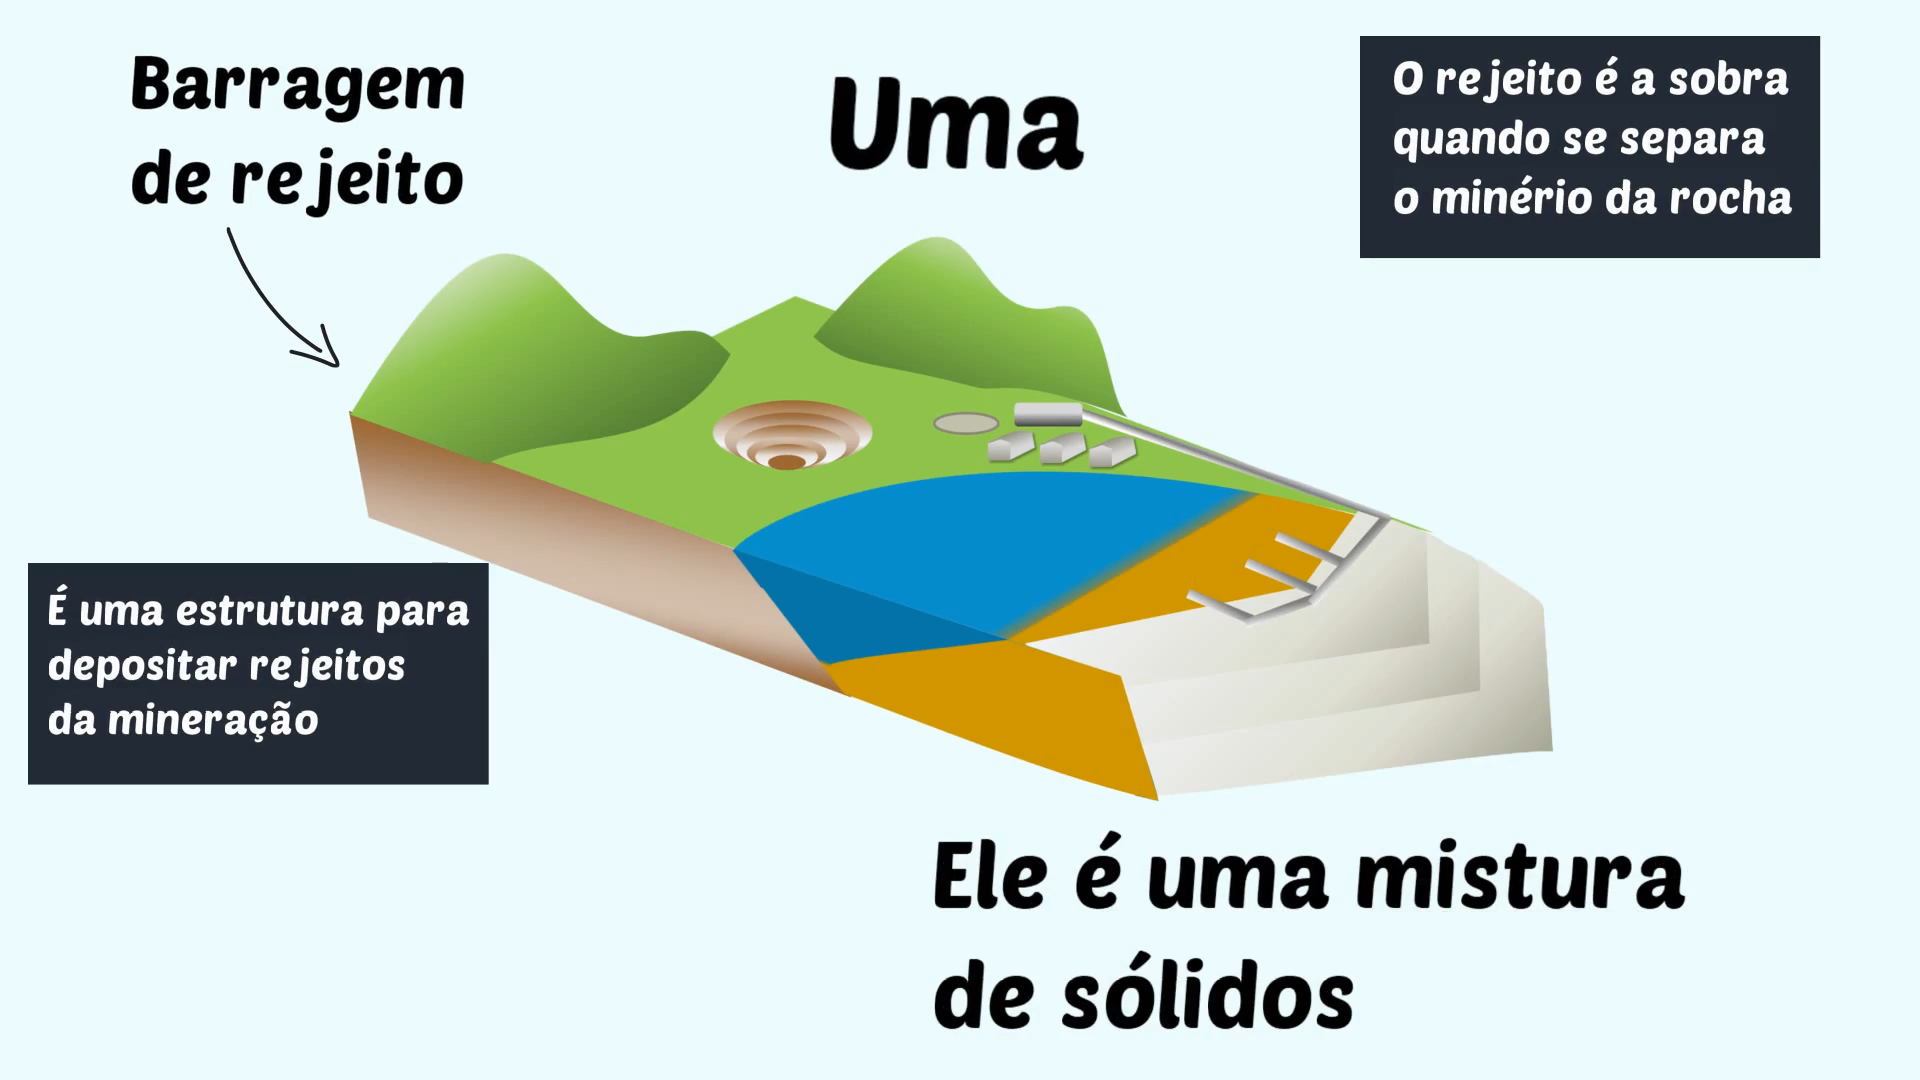 Barragem
de rejeito
Uma
O rejeito é a sobra
quando se separa
o minério da rocha
É uma estrutura para
depositar rejeitos
da mineração
Ele é uma mistura
de sólidos